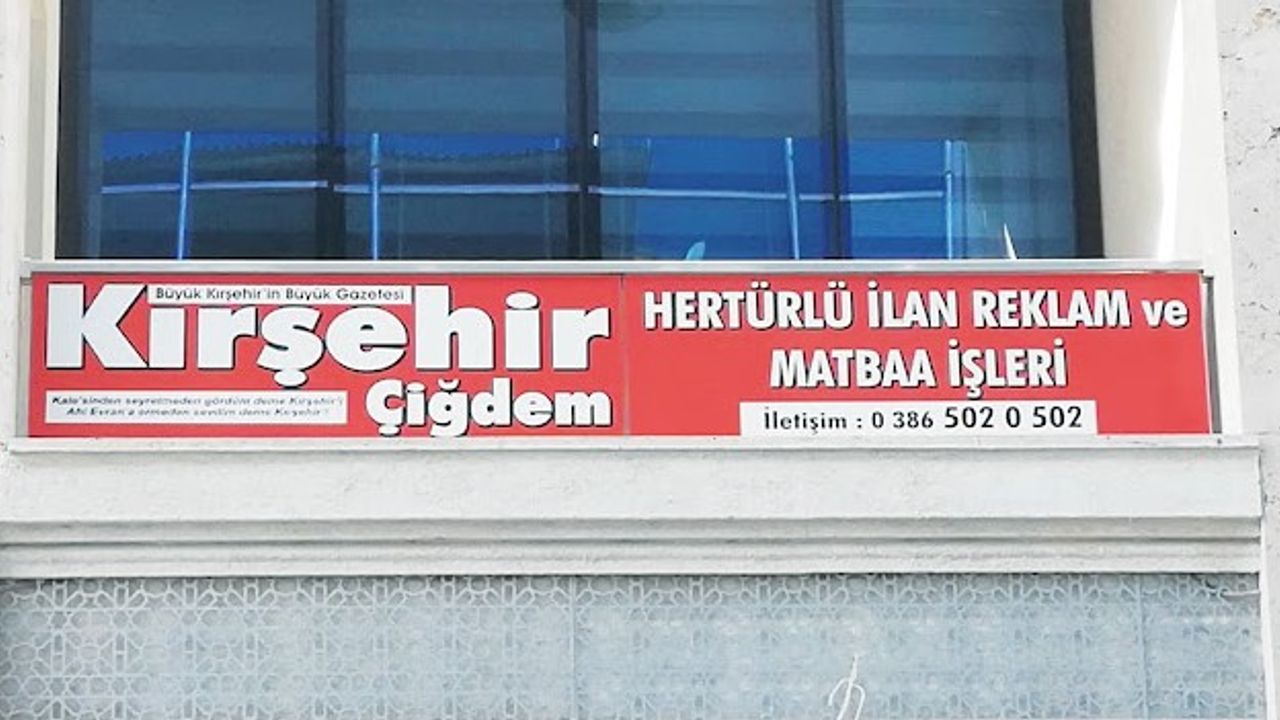 Büyük Kırşehir'in Büyük Gazetesi
Kırşehir
Çiğdem
Kale'sinden seyretmeden gördüm deme Kırşehir'i
Ahi Evran'a ermeden sevdim deme Kırşehir'i
HERTÜRLÜ İLAN REKLAM ve
MATBAA İŞLERİ
İletişim : 0 386 502 0 502